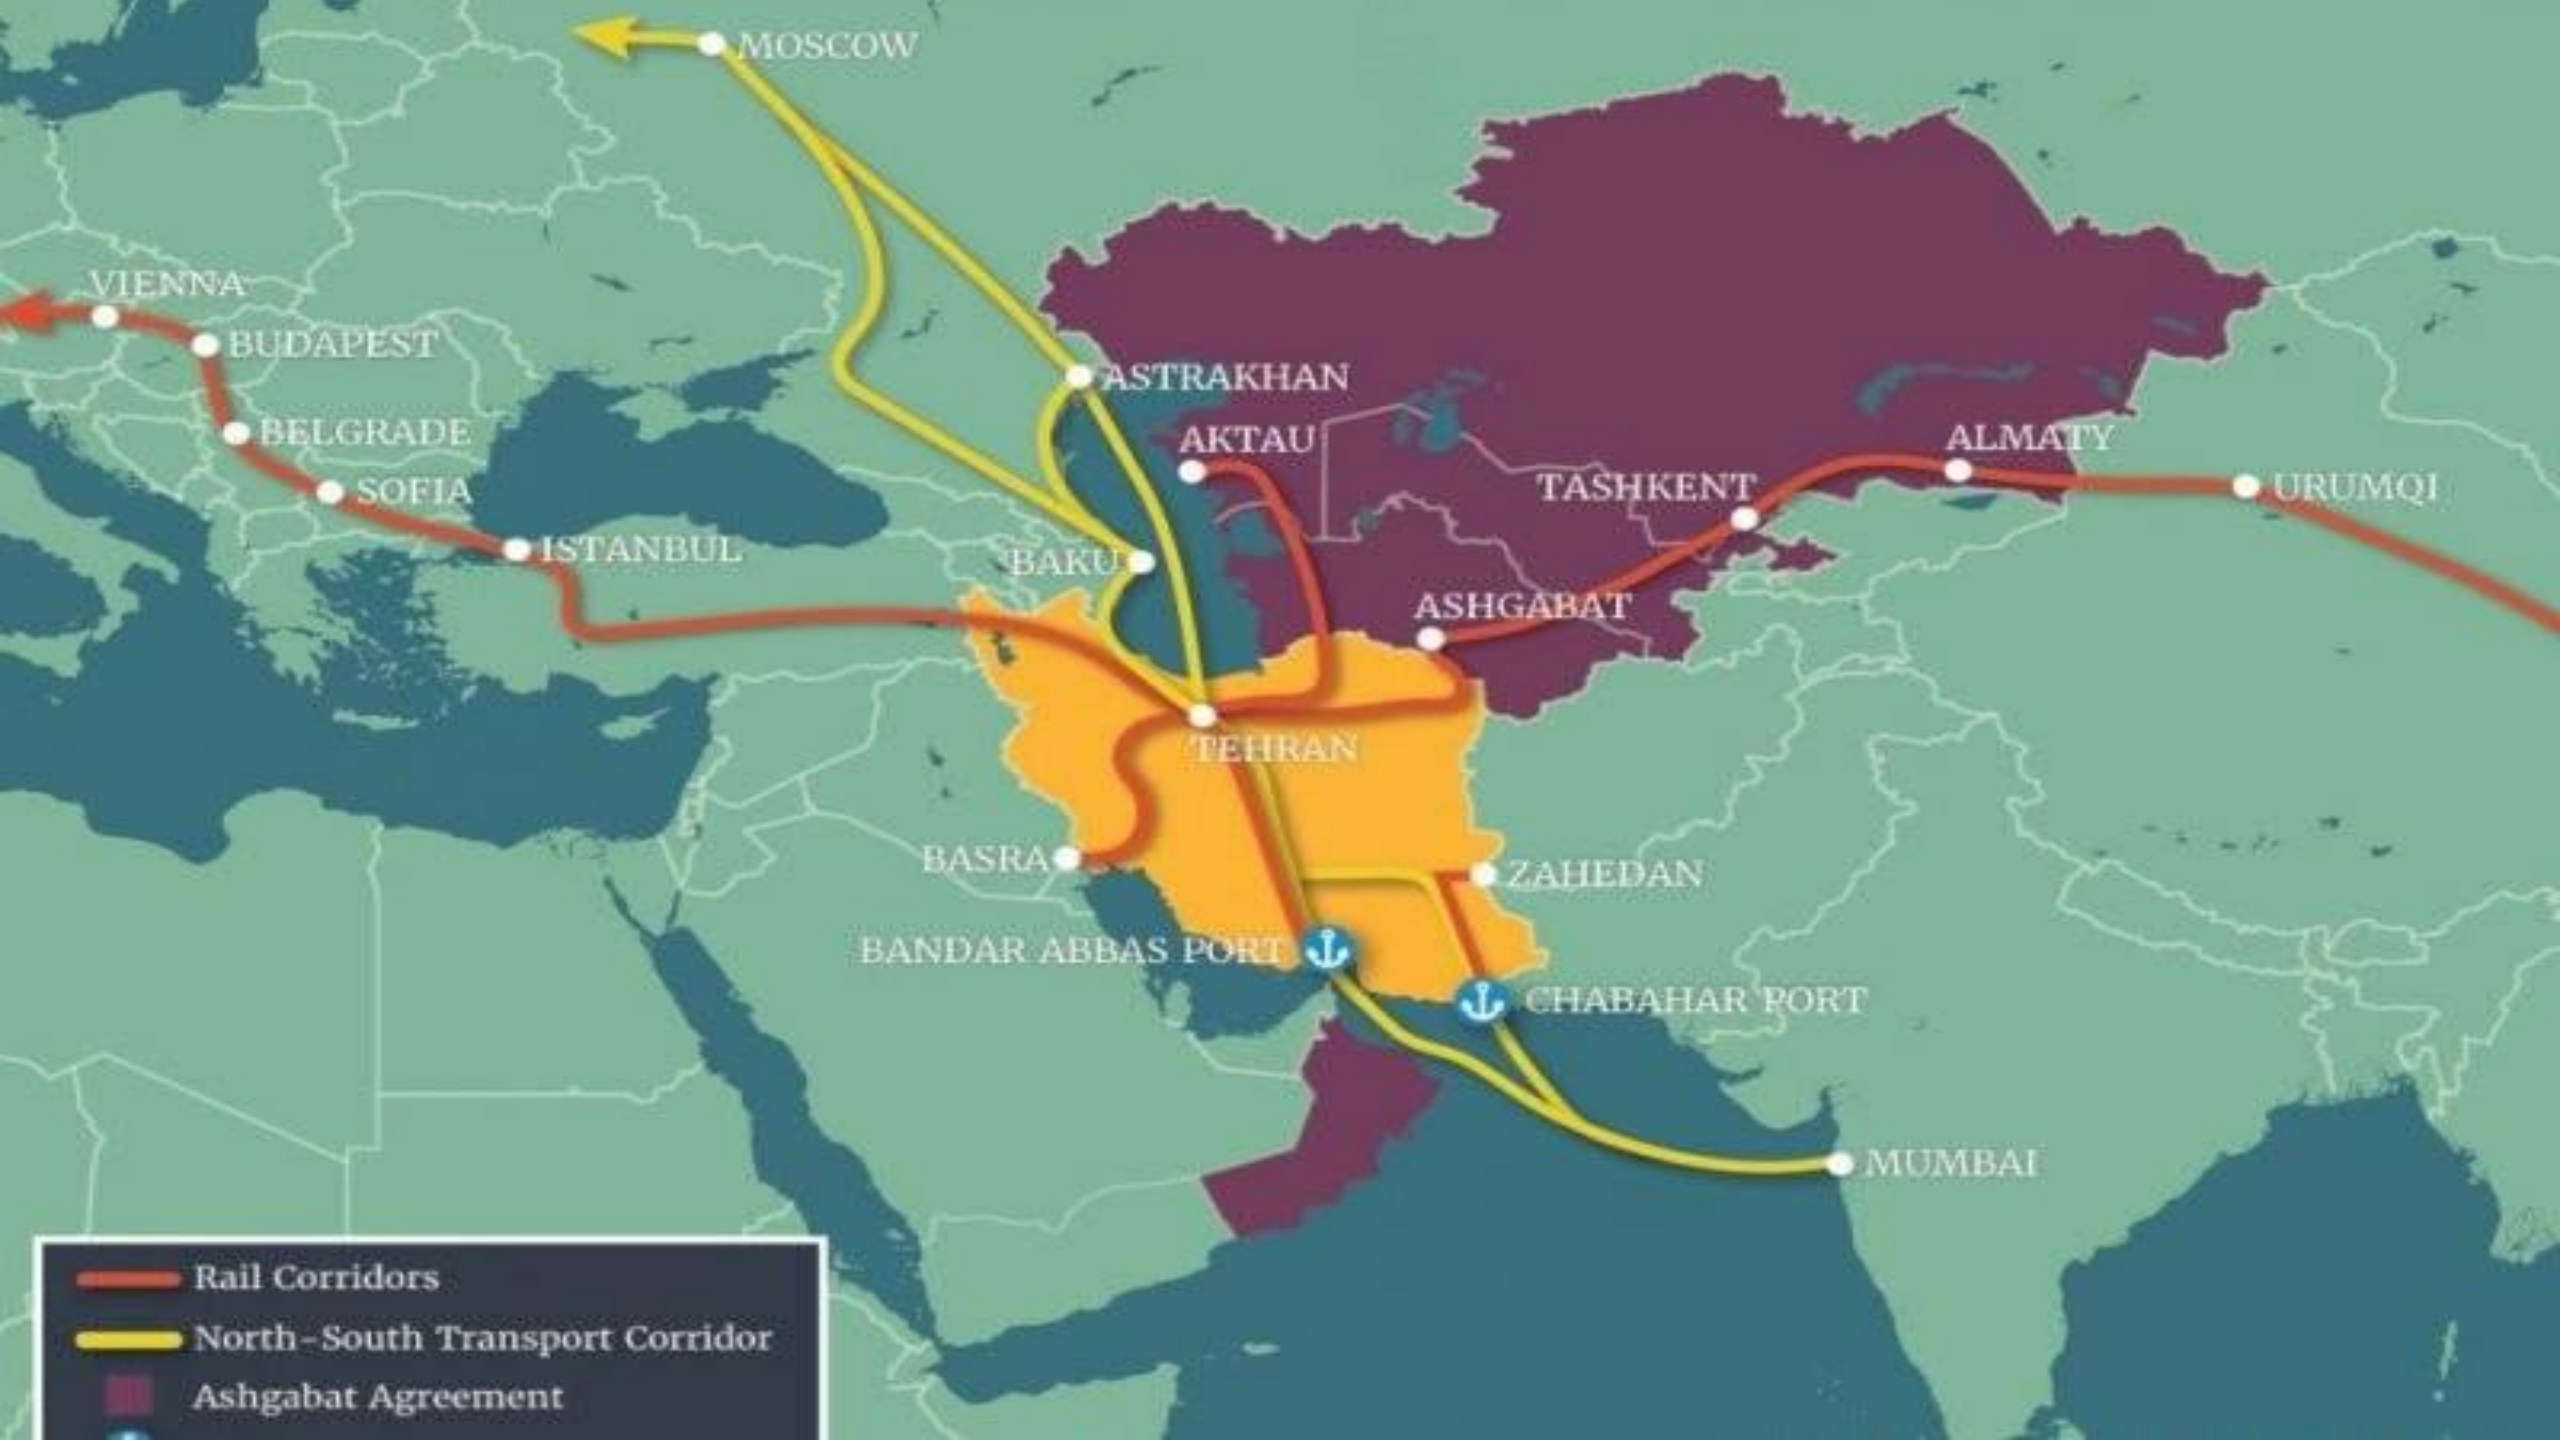 MOSCOW
VIENNA
BUDAPEST
ASTRAKHAN
BELGRADE
AKTAU
ALMATY
SOFIA
TASHKENT
URUMQI
ISTANBUL
BAKU
ASHGABAT
TEHRAN
BASRA
ZAHEDAN
BANDAR ABBAS PORT
CHABAHAR PORT
MUMBAI
Rail Corridors
North-South Transport Corridor
Ashgabat Agreement